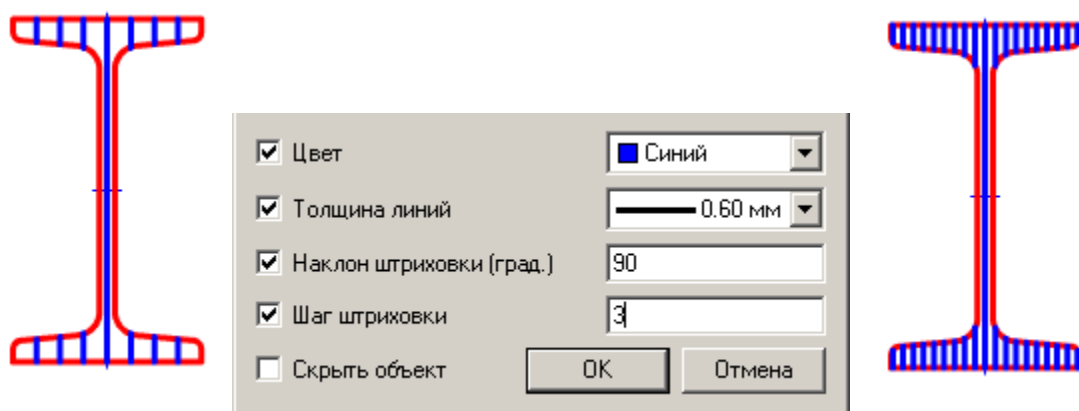 Цвет Синий
Толщина линий 0.60 мм
Наклон штриховки (град.) 90
Шаг штриховки 3
Скрыть объект OK Отмена